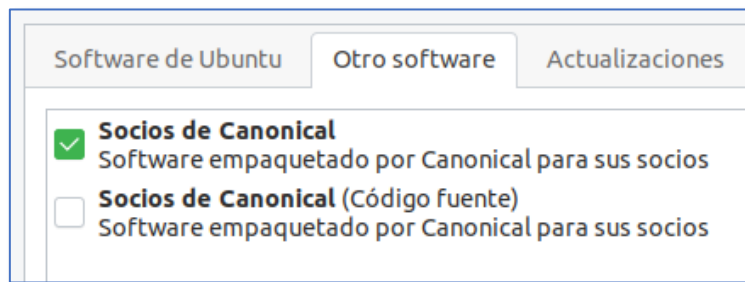 Software de Ubuntu Otro software Actualizaciones
Socios de Canonical
Software empaquetado por Canonical para sus socios
Socios de Canonical (Código fuente)
Software empaquetado por Canonical para sus socios